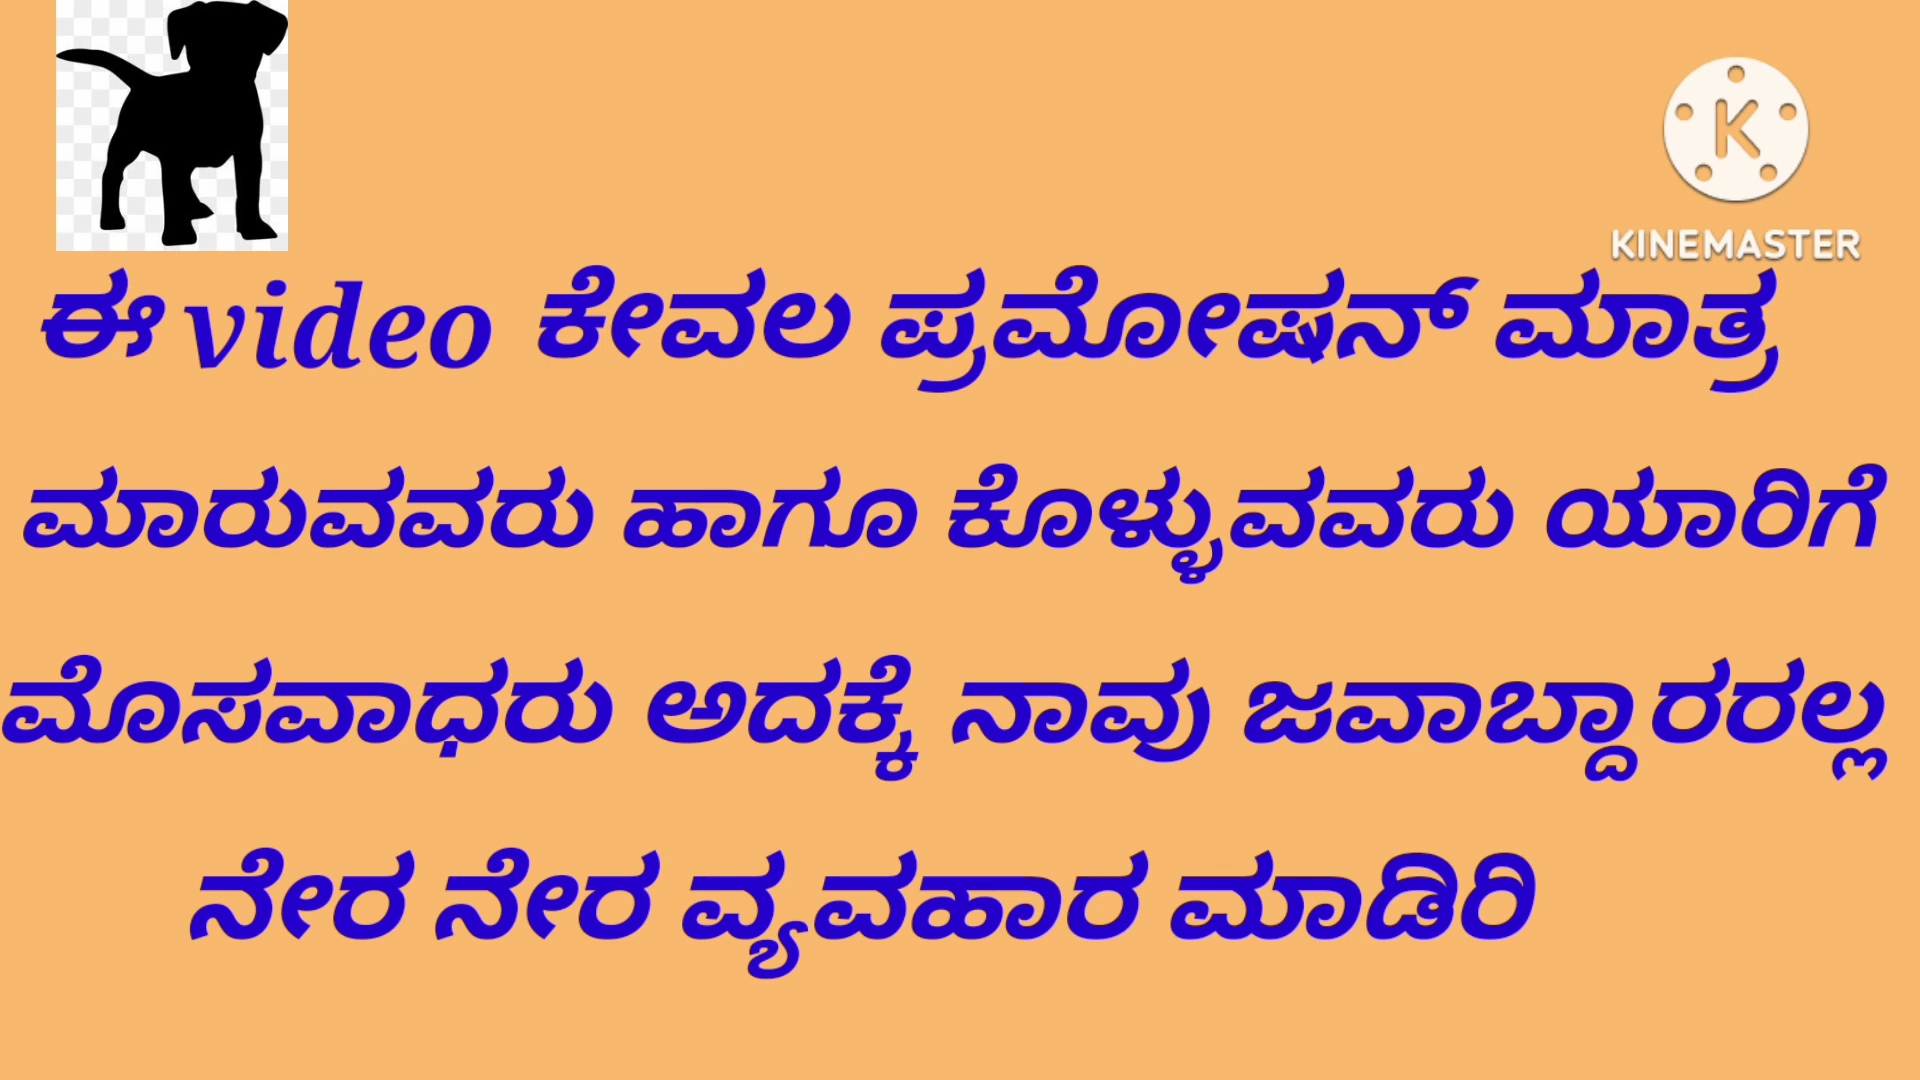 KINEMASTER
ಈ video ಕೇವಲ ಪ್ರಮೋಷನ್ ಮಾತ್ರ
ಮಾರುವವರು ಹಾಗೂ ಕೊಳ್ಳುವವರು ಯಾರಿಗೆ
ಮೊಸವಾಧರು ಅದಕ್ಕೆ ನಾವು ಜವಾಬ್ದಾರರಲ್ಲ
ನೇರ ನೇರ ವ್ಯವಹಾರ ಮಾಡಿರಿ